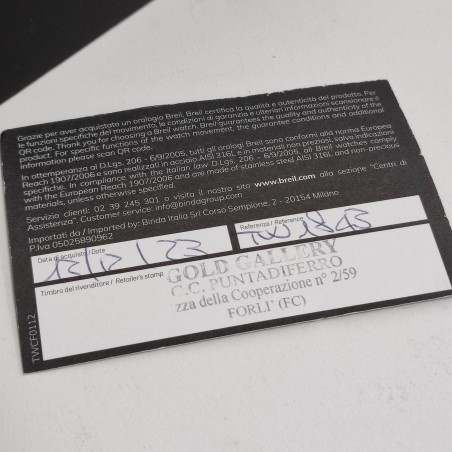 Grazie per aver acquistato un orologio Breil. Breil certifica la qualità e autenticità del prodotto. Per
le funzioni specifiche del movimento, le condizioni di garanzia e ulteriori informazioni scansionare il
QR code. Thank you for choosing a Breil watch. Breil guarantees the quality and authenticity of the
product. For specific functions of the watch movement, the guarantee conditions and additional
information please scan QR code.
In ottemperanza al D.Lgs. 206 - 6/9/2005, tutti gli orologi Breil sono conformi alla norma Europea
Reach 1907/2006 e sono realizzati in acciaio AISI 316L e in materiali non preziosi, salvo indicazioni
specifiche. In compliance with the Italian law D.Lgs. 206 - 6/9/2005, all Breil watches comply
with the European Reach 1907/2006 and are made of stainless steel AISI 316L and non-precious
materials, unless otherwise specified.
Servizio clienti: 02 39 245 301 o visita il nostro sito www.breil.com alla sezione "Centri di
Assistenza". Customer service: info@bindagroup.com
Importati da / Imported by: Binda Italia Srl Corso Sempione, 2 - 20154 Milano
P.Iva 05025890962
Data di acquisto / Date
Referenza / Reference
12/12/23
TW1843
Timbro del rivenditore / Retailer's stamp
GOLD GALLERY
C.C. PUNTADIFERRO
zza della Cooperazione n° 2/59
FORLI' (FC)
TWCF0112